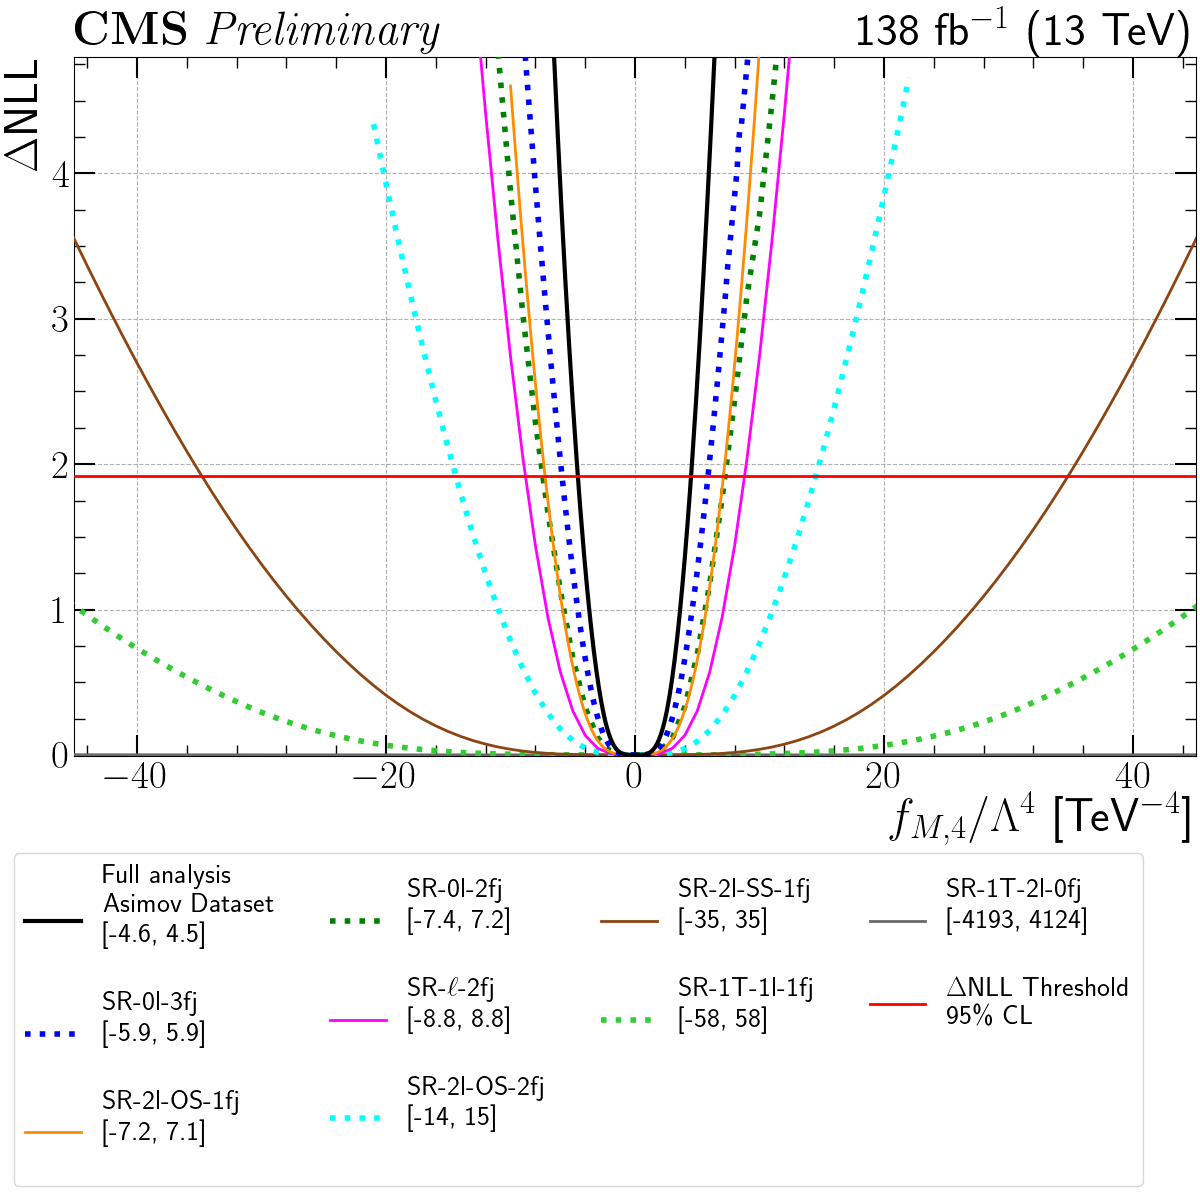 CMS Preliminary 138 fb⁻¹ (13 TeV)
ΔNLL
4
3
2
1
0
−40 −20 0 20 40
f_{M,4}/Λ⁴ [TeV⁻⁴]
Full analysis
Asimov Dataset
[-4.6, 4.5]
SR-0l-3fj
[-5.9, 5.9]
SR-2l-OS-1fj
[-7.2, 7.1]
SR-0l-2fj
[-7.4, 7.2]
SR-ℓ-2fj
[-8.8, 8.8]
SR-2l-OS-2fj
[-14, 15]
SR-2l-SS-1fj
[-35, 35]
SR-1T-1l-1fj
[-58, 58]
SR-1T-2l-0fj
[-4193, 4124]
ΔNLL Threshold
95% CL